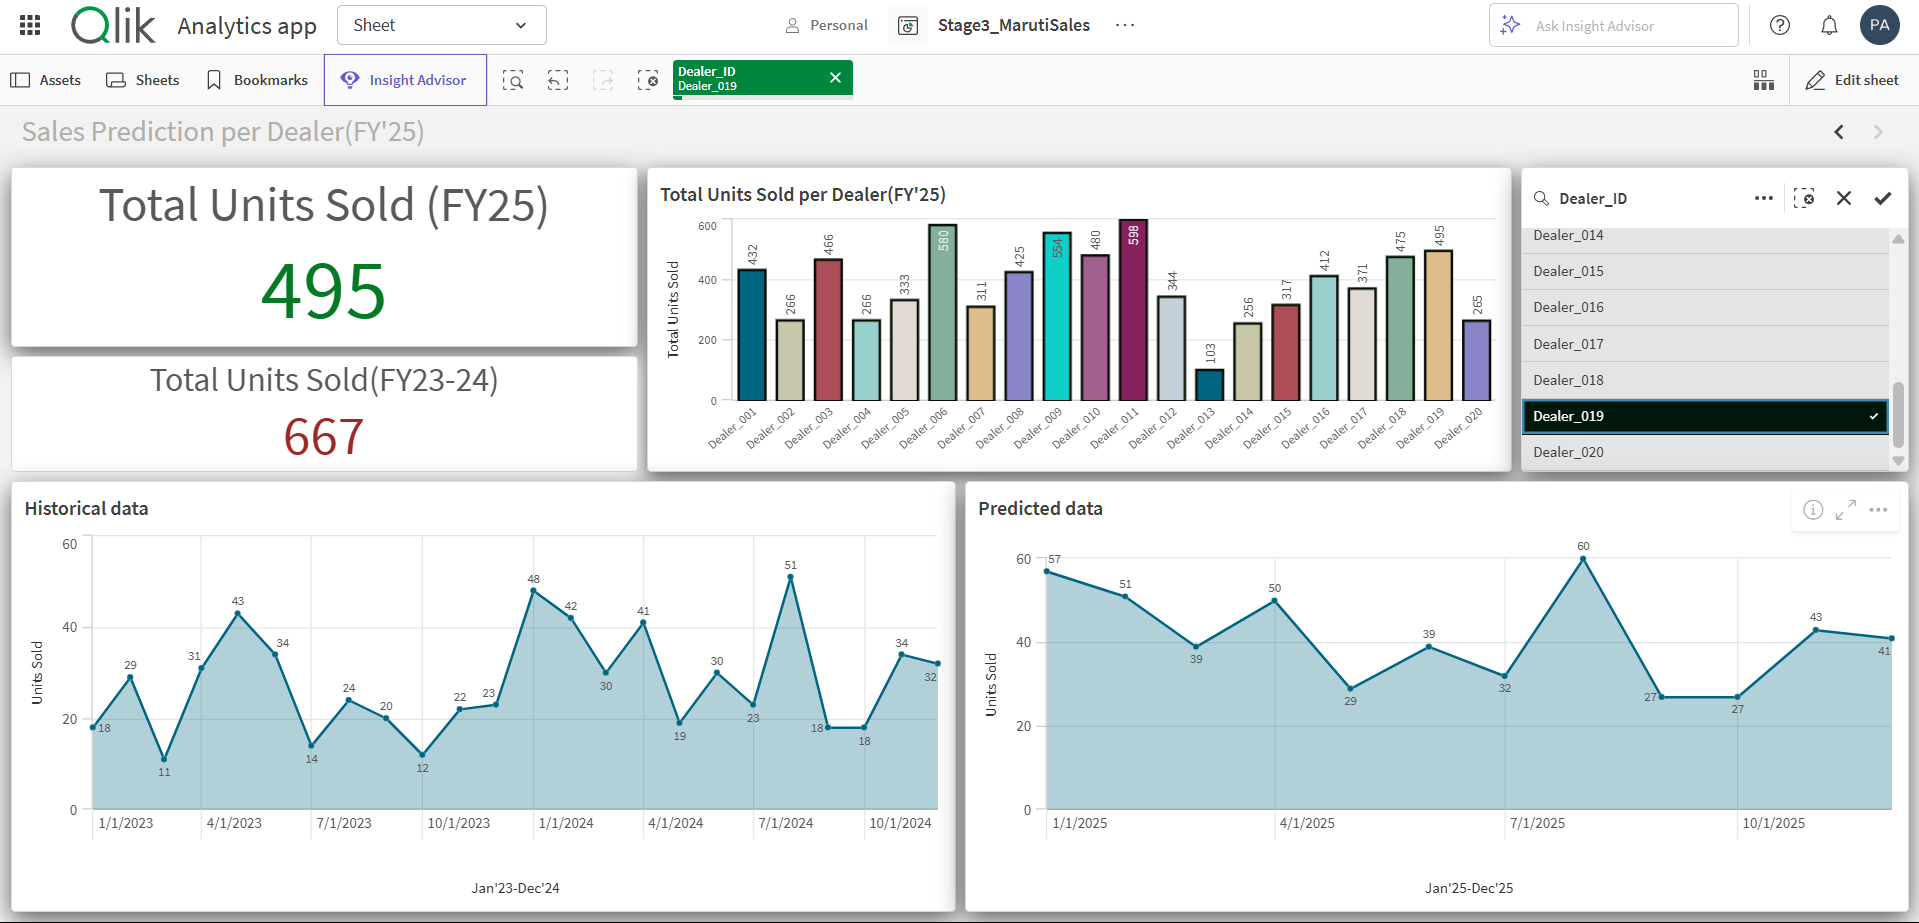 Qlik
Analytics app
Sheet
Personal
Stage3_MarutiSales
Ask Insight Advisor
PA
Assets
Sheets
Bookmarks
Insight Advisor
Dealer_ID
Dealer_019
Edit sheet
Sales Prediction per Dealer(FY'25)
Total Units Sold (FY25)
495
Total Units Sold(FY23-24)
667
Total Units Sold per Dealer(FY'25)
Total Units Sold
600
400
200
0
432
266
466
266
333
580
311
425
554
480
598
344
103
256
317
412
371
475
495
265
Dealer_001
Dealer_002
Dealer_003
Dealer_004
Dealer_005
Dealer_006
Dealer_007
Dealer_008
Dealer_009
Dealer_010
Dealer_011
Dealer_012
Dealer_013
Dealer_014
Dealer_015
Dealer_016
Dealer_017
Dealer_018
Dealer_019
Dealer_020
Dealer_ID
Dealer_014
Dealer_015
Dealer_016
Dealer_017
Dealer_018
Dealer_019
Dealer_020
Historical data
Units Sold
60
40
20
0
18
29
11
31
43
34
14
24
20
12
22
23
48
42
30
41
19
30
23
51
18
18
34
32
1/1/2023
4/1/2023
7/1/2023
10/1/2023
1/1/2024
4/1/2024
7/1/2024
10/1/2024
Jan'23-Dec'24
Predicted data
Units Sold
60
40
20
0
57
51
39
50
29
39
32
60
27
27
43
41
1/1/2025
4/1/2025
7/1/2025
10/1/2025
Jan'25-Dec'25